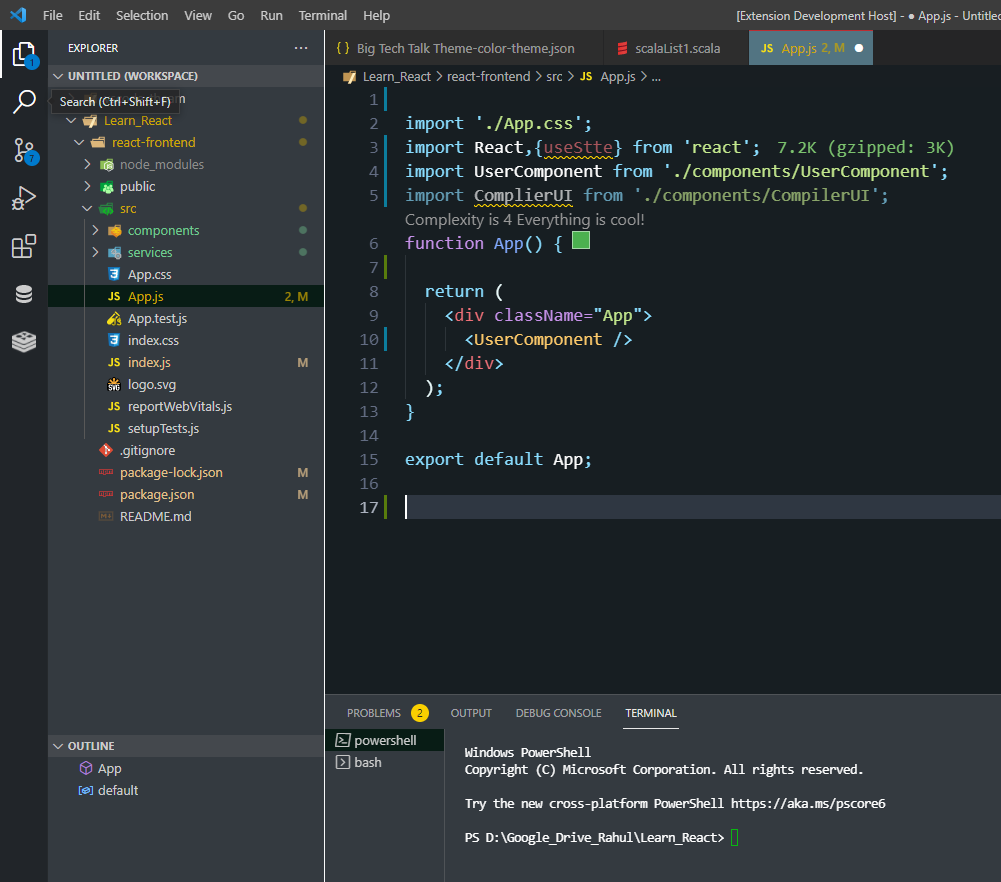 File Edit Selection View Go Run Terminal Help [Extension Development Host] - ● App.js - Untitled
EXPLORER ...
UNTITLED (WORKSPACE)
Search (Ctrl+Shift+F)
Learn_React
react-frontend
node_modules
public
src
components
services
App.css
App.js 2, M
App.test.js
index.css
index.js M
logo.svg
reportWebVitals.js
setupTests.js
.gitignore
package-lock.json M
package.json M
README.md
OUTLINE
App
default
1
7
{ } Big Tech Talk Theme-color-theme.json scalaList1.scala JS App.js 2, M ●
Learn_React > react-frontend > src > JS App.js > ...
1
2 import './App.css';
3 import React,{useStte} from 'react'; 7.2K (gzipped: 3K)
4 import UserComponent from './components/UserComponent';
5 import ComplierUI from './components/CompilerUI';
Complexity is 4 Everything is cool!
6 function App() {
7
8 return (
9 <div className="App">
10 <UserComponent />
11 </div>
12 );
13 }
14
15 export default App;
16
17
PROBLEMS 2 OUTPUT DEBUG CONSOLE TERMINAL
powershell
bash
Windows PowerShell
Copyright (C) Microsoft Corporation. All rights reserved.
Try the new cross-platform PowerShell https://aka.ms/pscore6
PS D:\Google_Drive_Rahul\Learn_React>